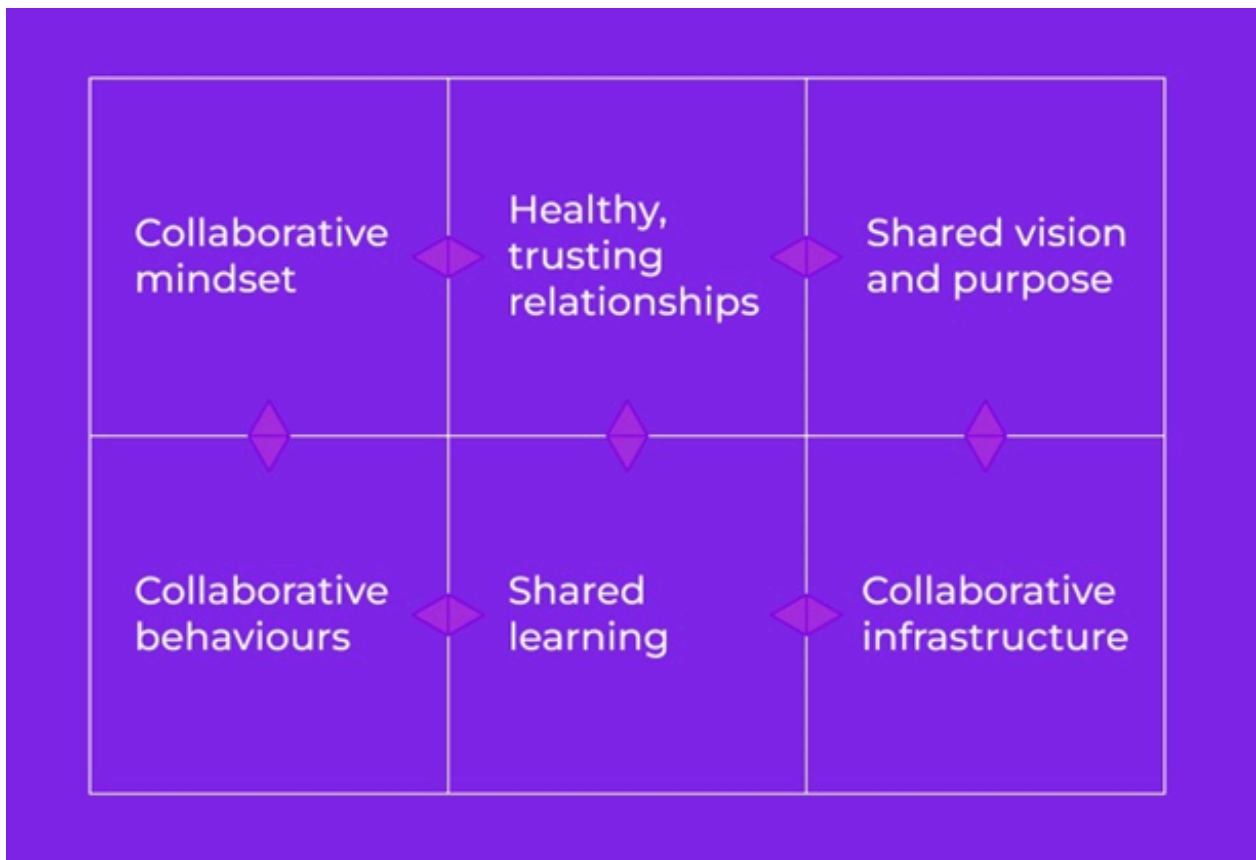 Collaborative
mindset
Healthy,
trusting
relationships
Shared vision
and purpose
Collaborative
behaviours
Shared
learning
Collaborative
infrastructure